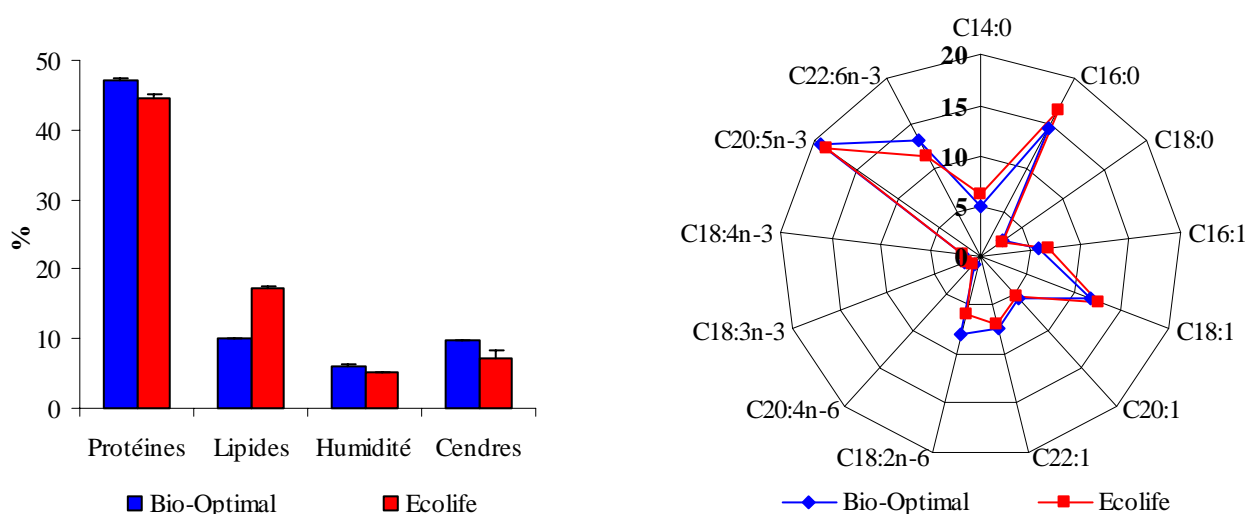 50
40
30
20
10
0
%
Protéines Lipides Humidité Cendres
Bio-Optimal Ecolife
C14:0
C16:0
C18:0
C16:1
C18:1
C20:1
C22:1
C18:2n-6
C20:4n-6
C18:3n-3
C18:4n-3
C20:5n-3
C22:6n-3
20
15
10
5
0
Bio-Optimal Ecolife